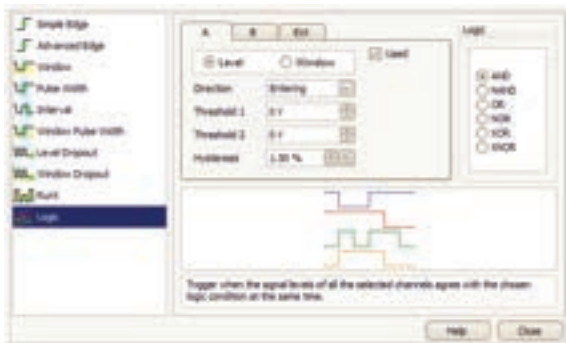 Simple Edge
Advanced Edge
Window
Pulse Width
Interval
Window Pulse Width
Level Dropout
Window Dropout
Runt
Logic
A B Ext
Level Window Used
Direction Entering
Threshold 1 0 V
Threshold 2 0 V
Hysteresis 1.50 %
Logic
AND
NAND
OR
NOR
XOR
XNOR
Trigger when the signal levels of all the selected channels agree with the chosen
logic condition at the same time.
Help Close